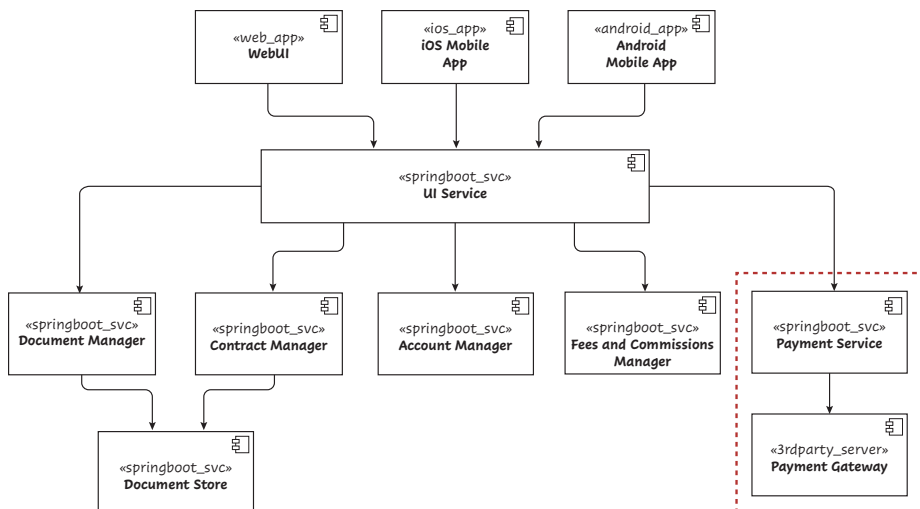 «web_app»
WebUI
«ios_app»
iOS Mobile
App
«android_app»
Android
Mobile App
«springboot_svc»
UI Service
«springboot_svc»
Document Manager
«springboot_svc»
Contract Manager
«springboot_svc»
Account Manager
«springboot_svc»
Fees and Commissions
Manager
«springboot_svc»
Payment Service
«springboot_svc»
Document Store
«3rdparty_server»
Payment Gateway